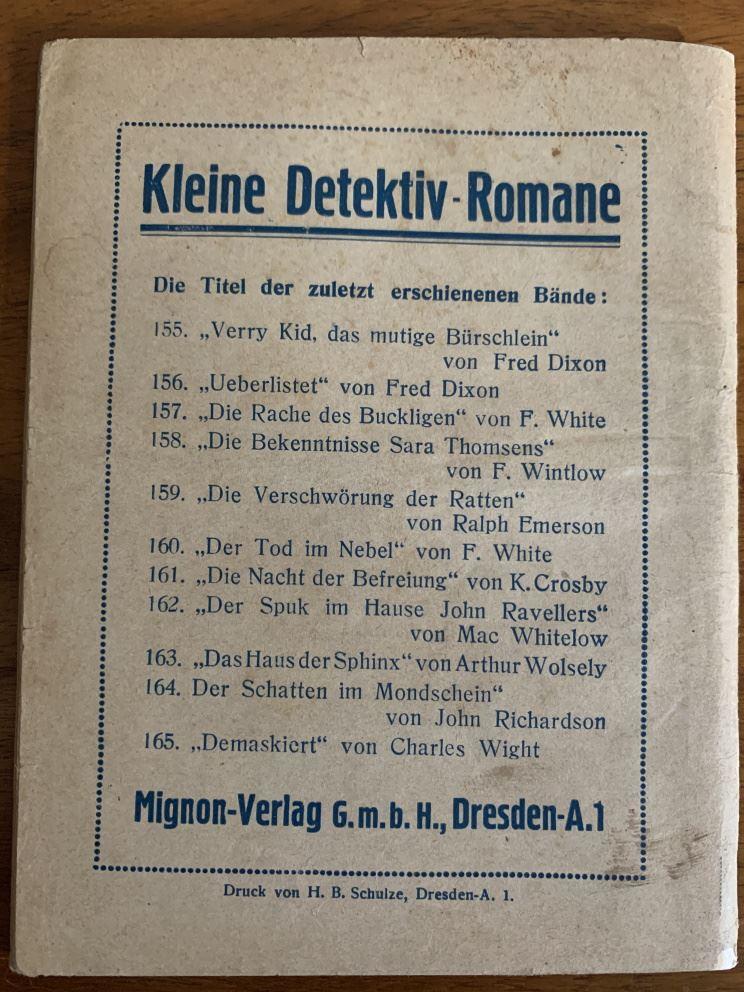 Kleine Detektiv-Romane
Die Titel der zuletzt erschienenen Bände:
155. „Verry Kid, das mutige Bürschlein“
von Fred Dixon
156. „Ueberlistet“ von Fred Dixon
157. „Die Rache des Buckligen“ von F. White
158. „Die Bekenntnisse Sara Thomsens“
von F. Wintlow
159. „Die Verschwörung der Ratten“
von Ralph Emerson
160. „Der Tod im Nebel“ von F. White
161. „Die Nacht der Befreiung“ von K. Crosby
162. „Der Spuk im Hause John Ravellers“
von Mac Whitelow
163. „Das Haus der Sphinx“ von Arthur Wolsely
164. Der Schatten im Mondschein“
von John Richardson
165. „Demaskiert“ von Charles Wight
Mignon-Verlag G.m.b.H., Dresden-A.1
Druck von H. B. Schulze, Dresden-A. 1.